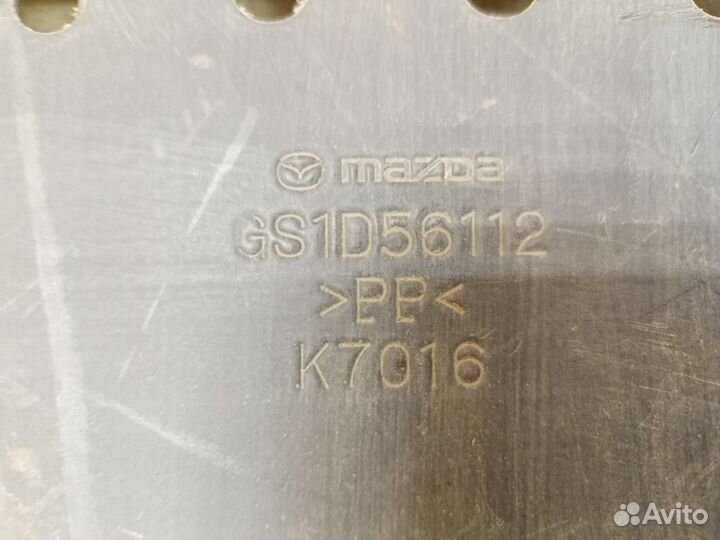 mazda
GS1D56112
>PP<
K7016
Avito